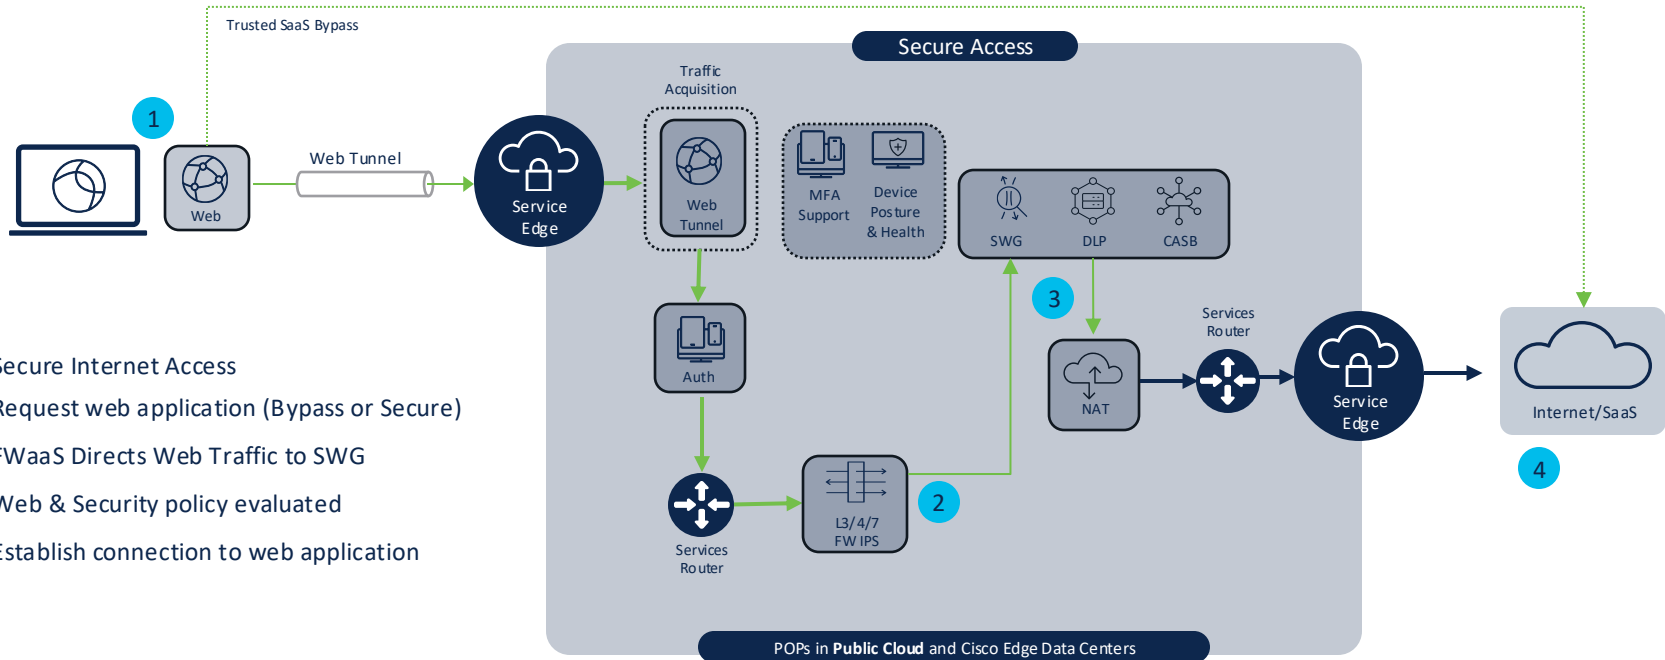 Trusted SaaS Bypass
Secure Access
Traffic
Acquisition
1
Web Tunnel
Web
Service
Edge
Web
Tunnel
MFA
Support
Device
Posture
& Health
SWG
DLP
CASB
3
Services
Router
Auth
NAT
Service
Edge
Internet/SaaS
4
Secure Internet Access
Request web application (Bypass or Secure)
FWaaS Directs Web Traffic to SWG
Web & Security policy evaluated
Establish connection to web application
2
L3/4/7
FW IPS
Services
Router
POPs in Public Cloud and Cisco Edge Data Centers